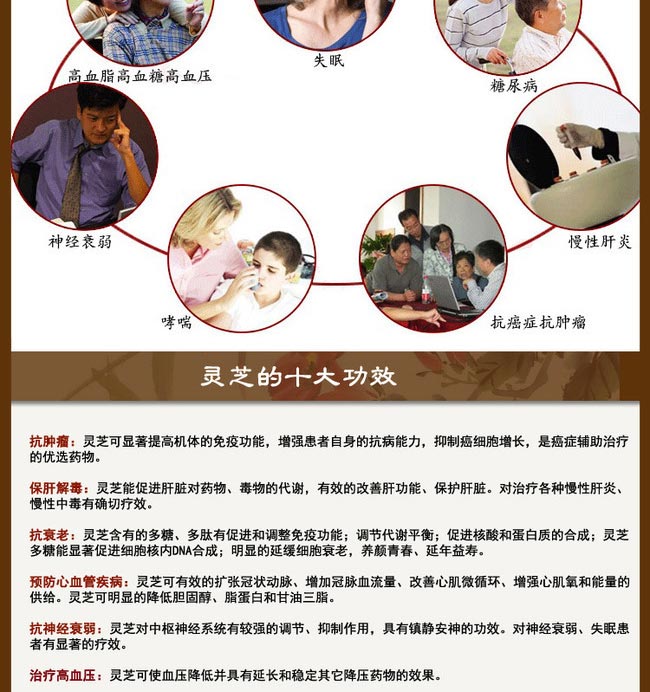 高血脂高血糖高血压
失眠
糖尿病
神经衰弱
慢性肝炎
哮喘
抗癌症抗肿瘤
灵芝的十大功效
抗肿瘤：灵芝可显著提高机体的免疫功能，增强患者自身的抗病能力，抑制癌细胞增长，是癌症辅助治疗
的优选药物。
保肝解毒：灵芝能促进肝脏对药物、毒物的代谢，有效的改善肝功能、保护肝脏。对治疗各种慢性肝炎、
慢性中毒有确切疗效。
抗衰老：灵芝含有的多糖、多肽有促进和调整免疫功能；调节代谢平衡；促进核酸和蛋白质的合成；灵芝
多糖能显著促进细胞核内DNA合成；明显的延缓细胞衰老，养颜青春、延年益寿。
预防心血管疾病：灵芝可有效的扩张冠状动脉、增加冠脉血流量、改善心肌微循环、增强心肌氧和能量的
供给。灵芝可明显的降低胆固醇、脂蛋白和甘油三脂。
抗神经衰弱：灵芝对中枢神经系统有较强的调节、抑制作用，具有镇静安神的功效。对神经衰弱、失眠患
者有显著的疗效。
治疗高血压：灵芝可使血压降低并具有延长和稳定其它降压药物的效果。